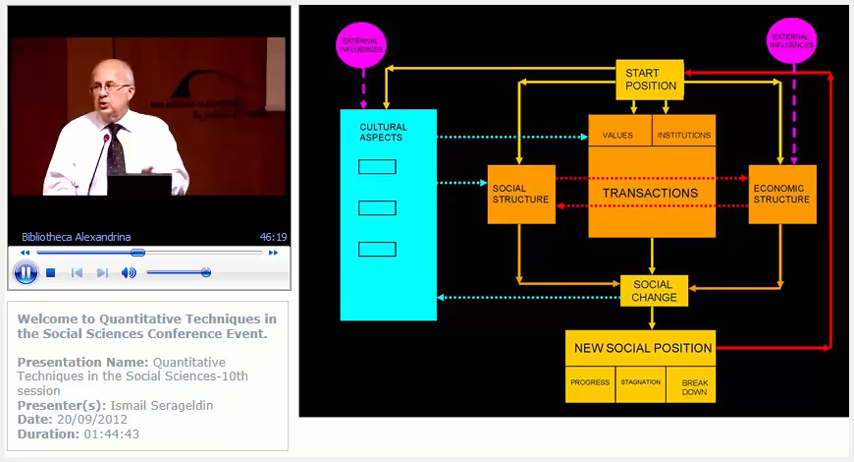 Bibliotheca Alexandrina 46:19
Welcome to Quantitative Techniques in
the Social Sciences Conference Event.
Presentation Name: Quantitative
Techniques in the Social Sciences-10th
session
Presenter(s): Ismail Serageldin
Date: 20/09/2012
Duration: 01:44:43
EXTERNAL
INFLUENCES
EXTERNAL
INFLUENCES
START
POSITION
CULTURAL
ASPECTS
VALUES
INSTITUTIONS
SOCIAL
STRUCTURE
TRANSACTIONS
ECONOMIC
STRUCTURE
SOCIAL
CHANGE
NEW SOCIAL POSITION
PROGRESS
STAGNATION
BREAK
DOWN